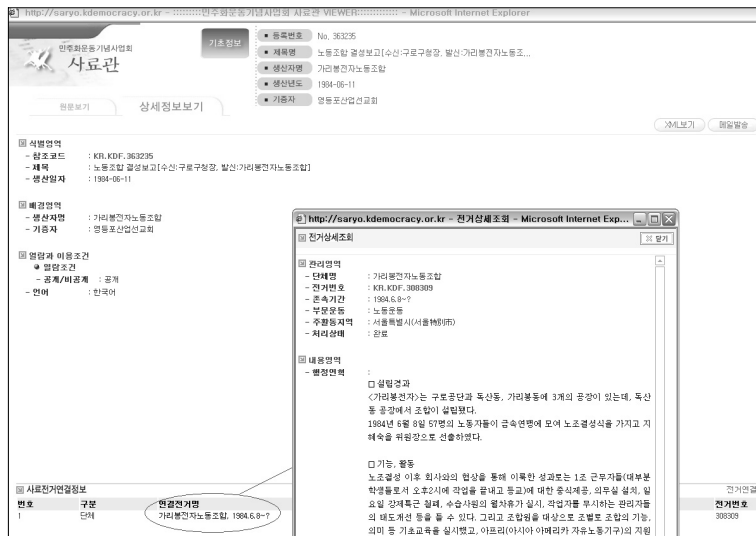 http://saryo.kdemocracy.or.kr - :::::::::민주화운동기념사업회 사료관 VIEWER::::::::::::: - Microsoft Internet Explorer
민주화운동기념사업회
사료관
기초정보
■ 등록번호 No, 363235
■ 제목명 노동조합 결성보고[수신:구로구청장, 발신:가리봉전자노동조...
■ 생산자명 가리봉전자노동조합
■ 생산년도 1984-06-11
■ 기증자 영등포산업선교회
원문보기
상세정보보기
XML보기
메일발송
식별영역
- 참조코드 : KR.KDF.363235
- 제목 : 노동조합 결성보고[수신:구로구청장, 발신:가리봉전자노동조합]
- 생산일자 : 1984-06-11
배경영역
- 생산자명 : 가리봉전자노동조합
- 기증자 : 영등포산업선교회
열람과 이용조건
열람조건
- 공개/비공개 : 공개
- 언어 : 한국어
http://saryo.kdemocracy.or.kr - 전거상세조회 - Microsoft Internet Exp...
전거상세조회
닫기
관리영역
- 단체명 : 가리봉전자노동조합
- 전거번호 : KR.KDF.308309
- 존속기간 : 1984.6.8~?
- 부문운동 : 노동운동
- 주활동지역 : 서울특별시(서울特別市)
- 처리상태 : 완료
내용영역
- 행정연혁 :
□ 설립경과
<가리봉전자>는 구로공단과 독산동, 가리봉동에 3개의 공장이 있는데, 독산
동 공장에서 조합이 설립됐다.
1984년 6월 8일 57명의 노동자들이 금속연맹에 모여 노조결성식을 가지고 지
혜숙을 위원장으로 선출하였다.
□ 기능, 활동
노조결성 이후 회사와의 협상을 통해 이룩한 성과로는 1조 근무자들(대부분
학생들로서 오후2시에 작업을 끝내고 등교)에 대한 중식제공, 의무실 설치, 일
요일 강제특근 철폐, 수습사원의 월차휴가 실시, 작업자를 무시하는 관리자들
의 태도개선 등을 들 수 있다. 그리고 조합원을 대상으로 조별로 조합의 기능,
의미 등 기초교육을 실시했고, 아프리(아시아 아메리카 자유노동기구)의 지원
사료전거연결정보
전거연결
번호 구분 연결전거명 전거번호
1 단체 가리봉전자노동조합, 1984.6.8~? 308309